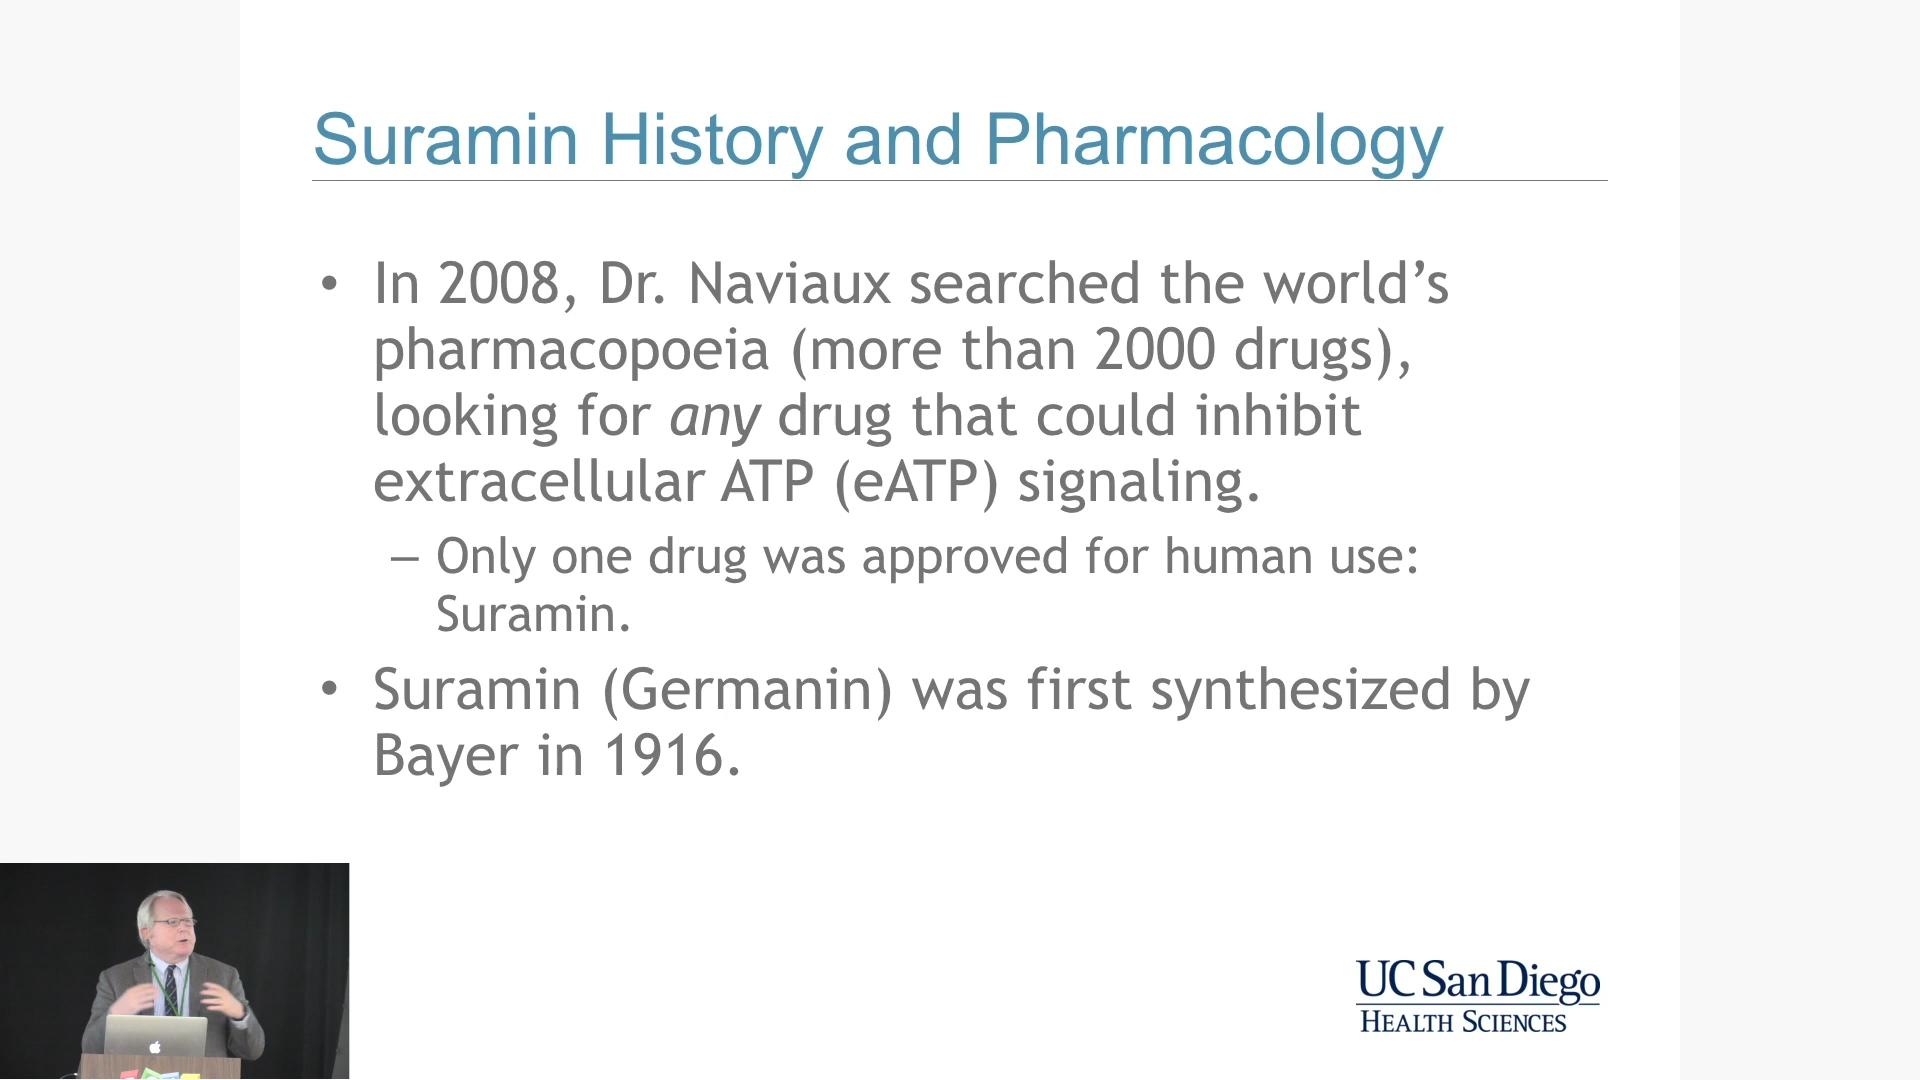 Suramin History and Pharmacology
• In 2008, Dr. Naviaux searched the world’s
pharmacopoeia (more than 2000 drugs),
looking for any drug that could inhibit
extracellular ATP (eATP) signaling.
– Only one drug was approved for human use:
Suramin.
• Suramin (Germanin) was first synthesized by
Bayer in 1916.
UC San Diego
HEALTH SCIENCES